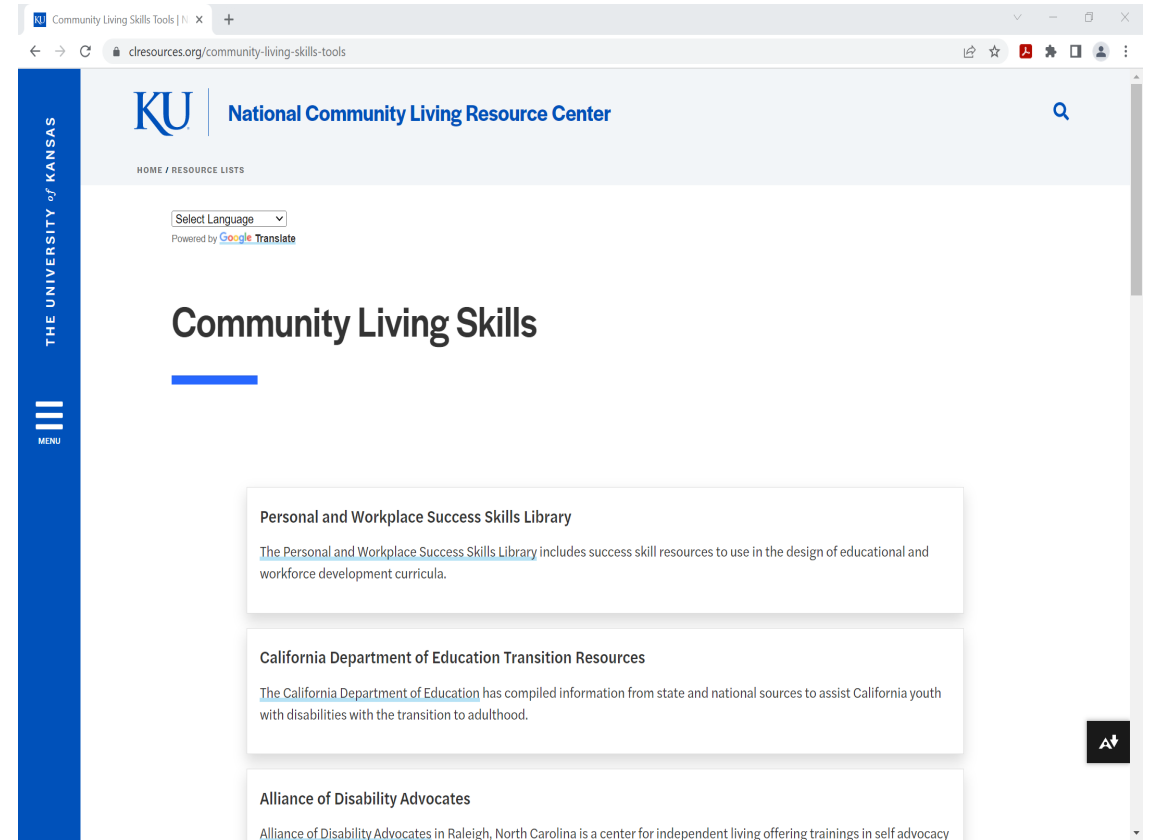 Community Living Skills Tools | N
clresources.org/community-living-skills-tools
THE UNIVERSITY of KANSAS
MENU
KU
National Community Living Resource Center
HOME / RESOURCE LISTS
Select Language
Powered by Google Translate
Community Living Skills
Personal and Workplace Success Skills Library
The Personal and Workplace Success Skills Library includes success skill resources to use in the design of educational and
workforce development curricula.
California Department of Education Transition Resources
The California Department of Education has compiled information from state and national sources to assist California youth
with disabilities with the transition to adulthood.
Alliance of Disability Advocates
Alliance of Disability Advocates in Raleigh, North Carolina is a center for independent living offering trainings in self advocacy